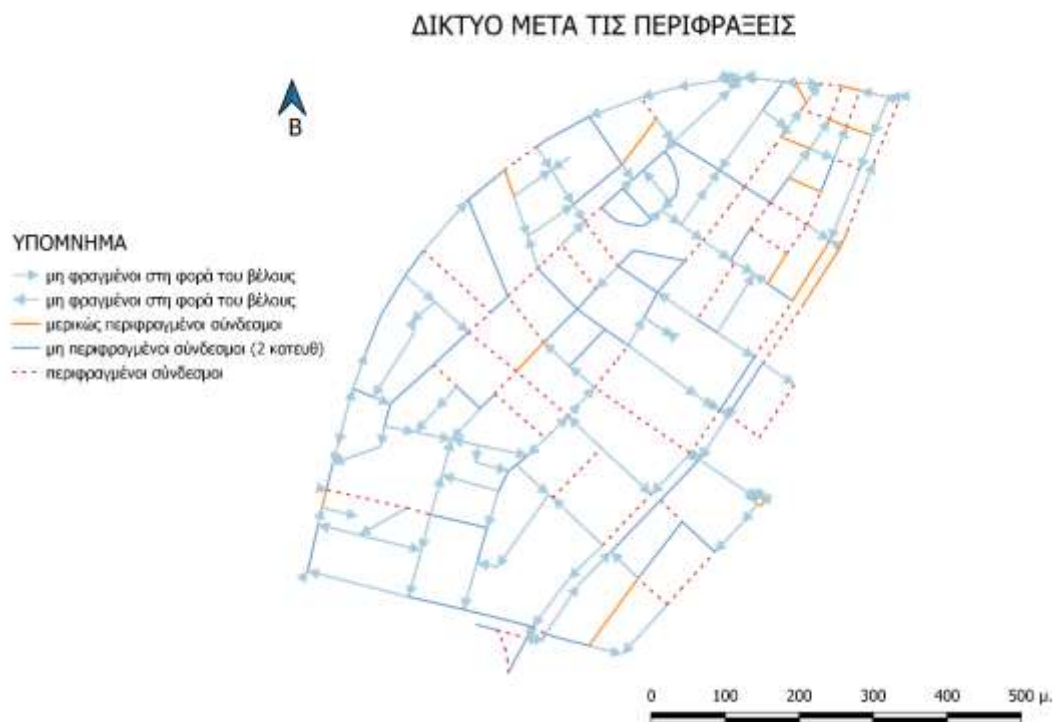 ΔΙΚΤΥΟ ΜΕΤΑ ΤΙΣ ΠΕΡΙΦΡΑΞΕΙΣ
Β
ΥΠΟΜΝΗΜΑ
μη φραγμένοι στη φορά του βέλους
μη φραγμένοι στη φορά του βέλους
μερικώς περιφραγμένοι σύνδεσμοι
μη περιφραγμένοι σύνδεσμοι (2 κατευθ)
περιφραγμένοι σύνδεσμοι
0 100 200 300 400 500 μ.